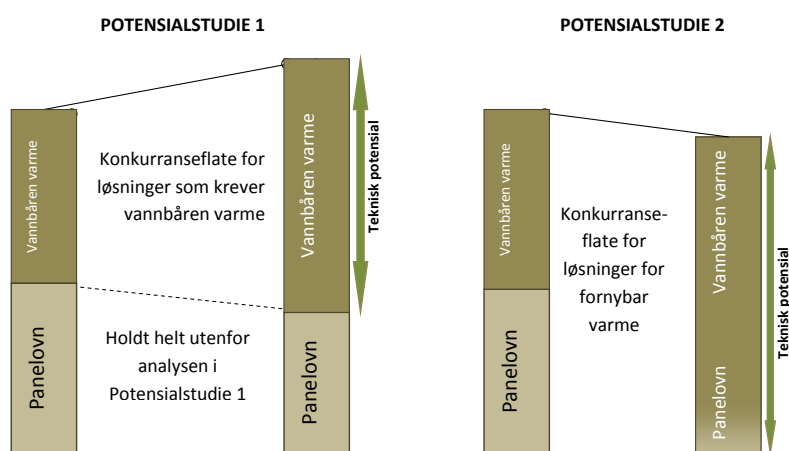 POTENSIALSTUDIE 1
Vannbåren varme
Panelovn
Konkurranseflate for
løsninger som krever
vannbåren varme
Holdt helt utenfor
analysen i
Potensialstudie 1
Vannbåren varme
Panelovn
Teknisk potensial
POTENSIALSTUDIE 2
Vannbåren varme
Panelovn
Konkurranse-
flate for
løsninger for
fornybar
varme
Vannbåren varme
Panelovn
Teknisk potensial